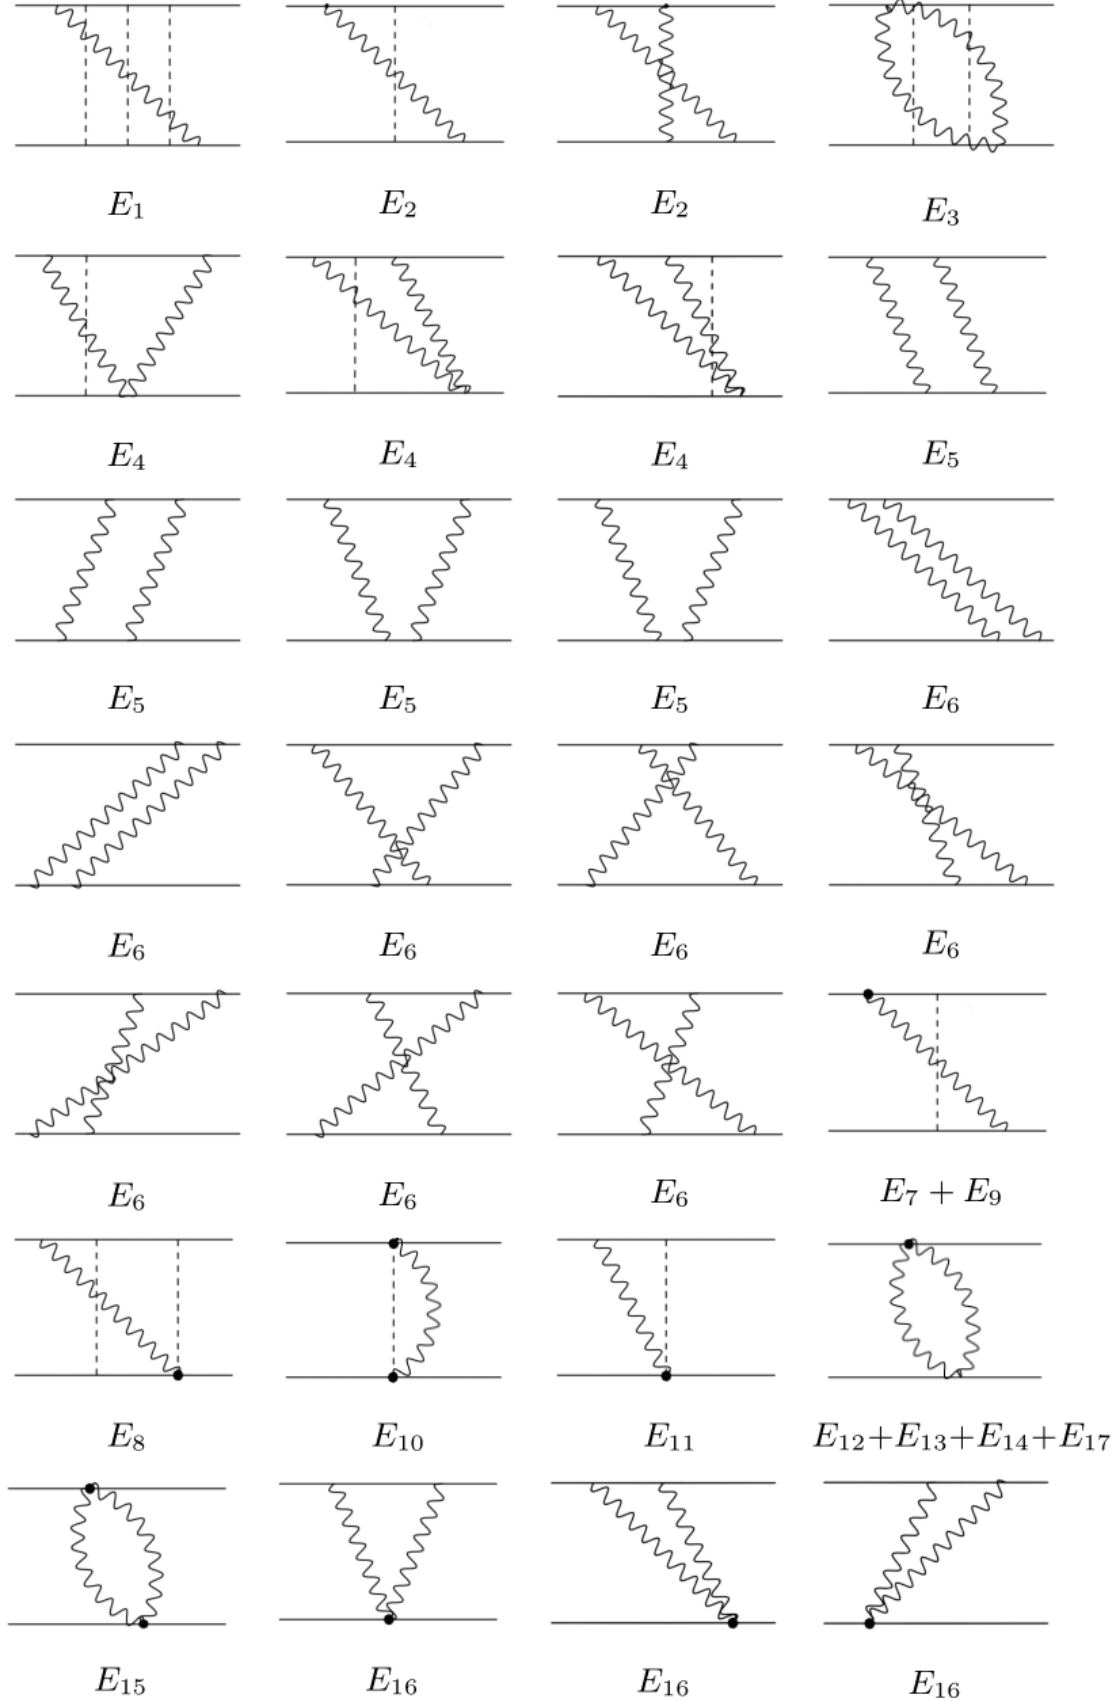 E₁ E₂ E₂ E₃
E₄ E₄ E₄ E₅
E₅ E₅ E₅ E₆
E₆ E₆ E₆ E₆
E₆ E₆ E₆ E₇ + E₉
E₈ E₁₀ E₁₁ E₁₂+E₁₃+E₁₄+E₁₇
E₁₅ E₁₆ E₁₆ E₁₆